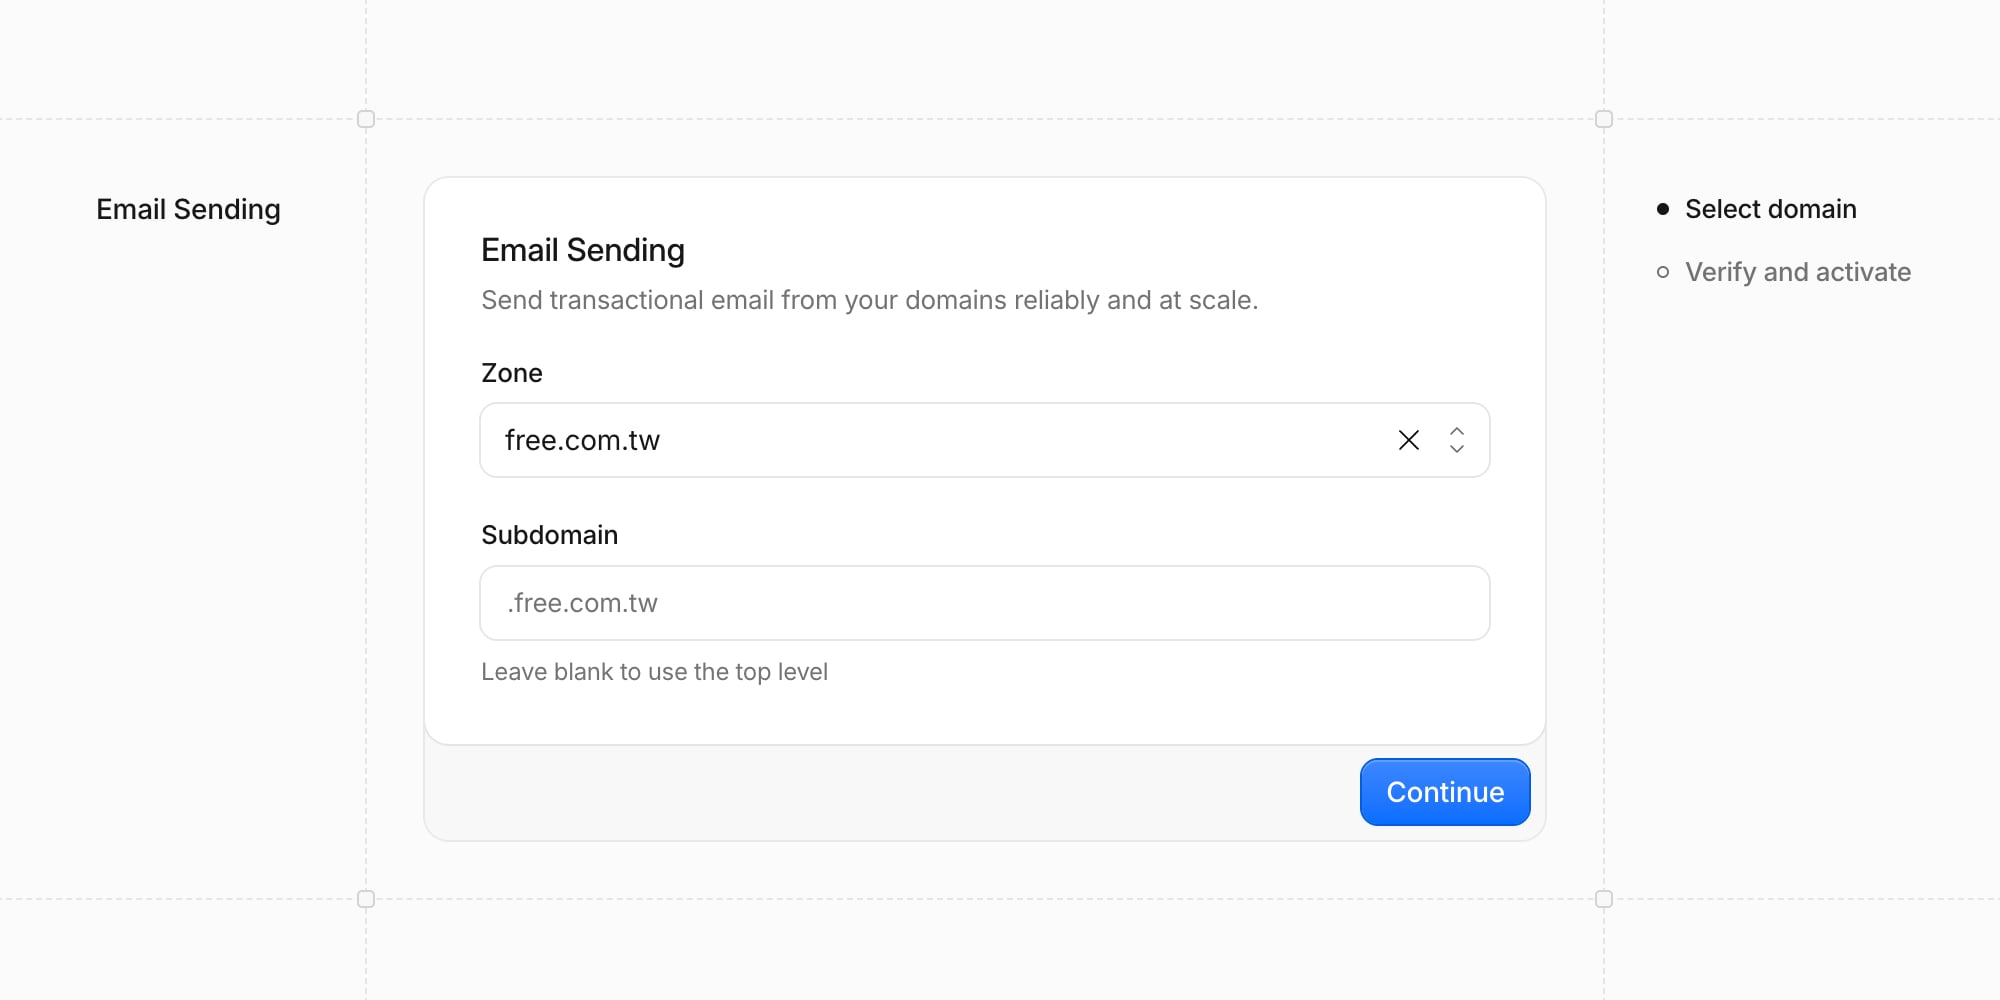 Email Sending
Email Sending
Send transactional email from your domains reliably and at scale.
Zone
free.com.tw
Subdomain
.free.com.tw
Leave blank to use the top level
Continue
Select domain
Verify and activate